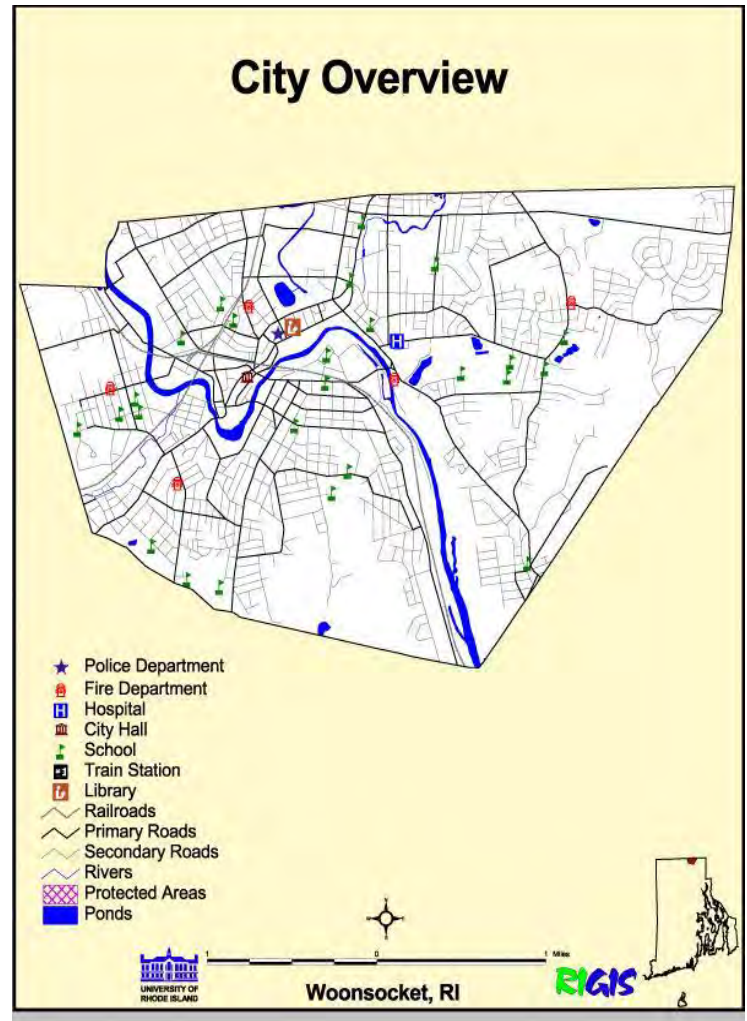 City Overview
Police Department
Fire Department
Hospital
City Hall
School
Train Station
Library
Railroads
Primary Roads
Secondary Roads
Rivers
Protected Areas
Ponds
1 0 1 Miles
UNIVERSITY OF
RHODE ISLAND
Woonsocket, RI
RIGIS